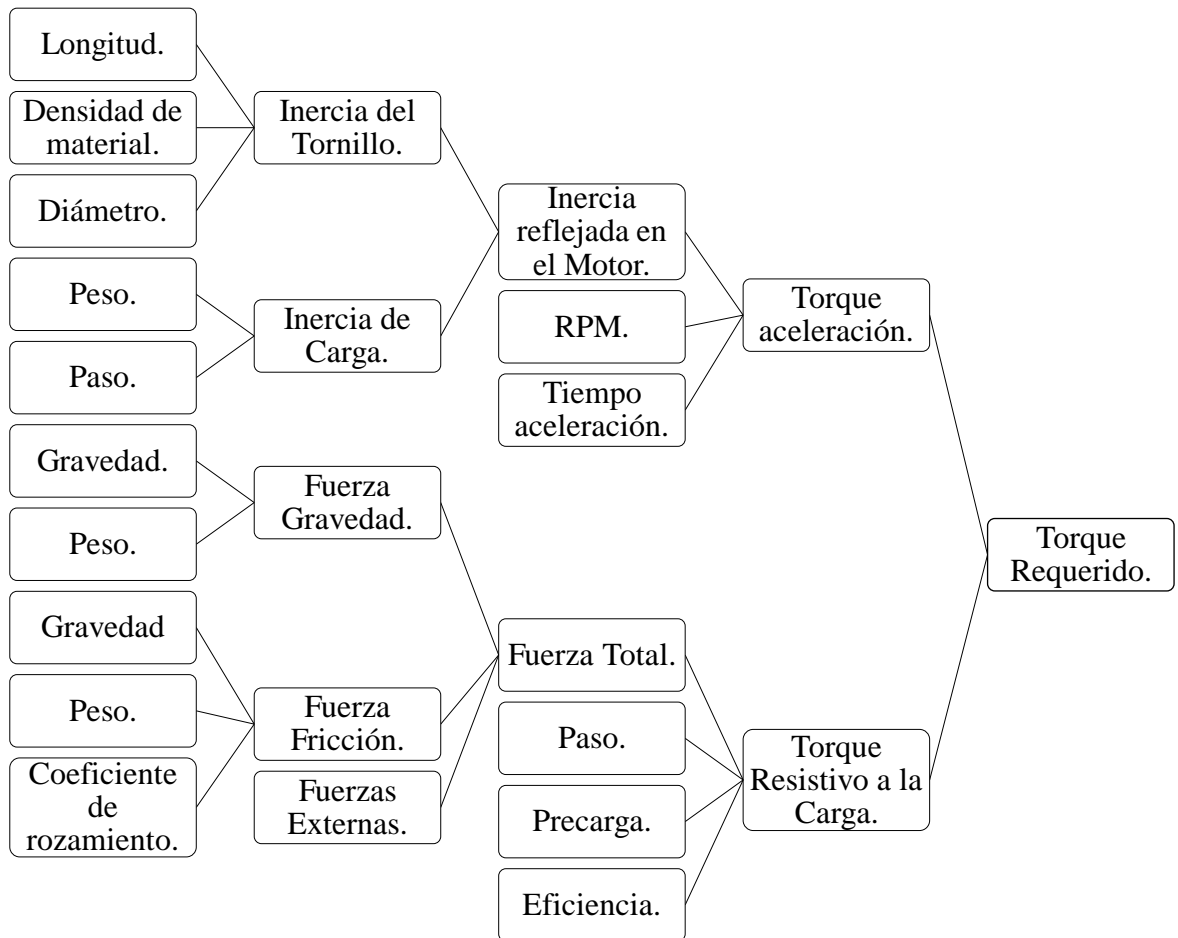 Longitud.
Densidad de
material.
Diámetro.
Inercia del
Tornillo.
Peso.
Paso.
Inercia de
Carga.
Inercia
reflejada en
el Motor.
RPM.
Tiempo
aceleración.
Torque
aceleración.
Gravedad.
Peso.
Fuerza
Gravedad.
Gravedad
Peso.
Coeficiente
de
rozamiento.
Fuerza
Fricción.
Fuerzas
Externas.
Fuerza Total.
Paso.
Precarga.
Eficiencia.
Torque
Resistivo a la
Carga.
Torque
Requerido.